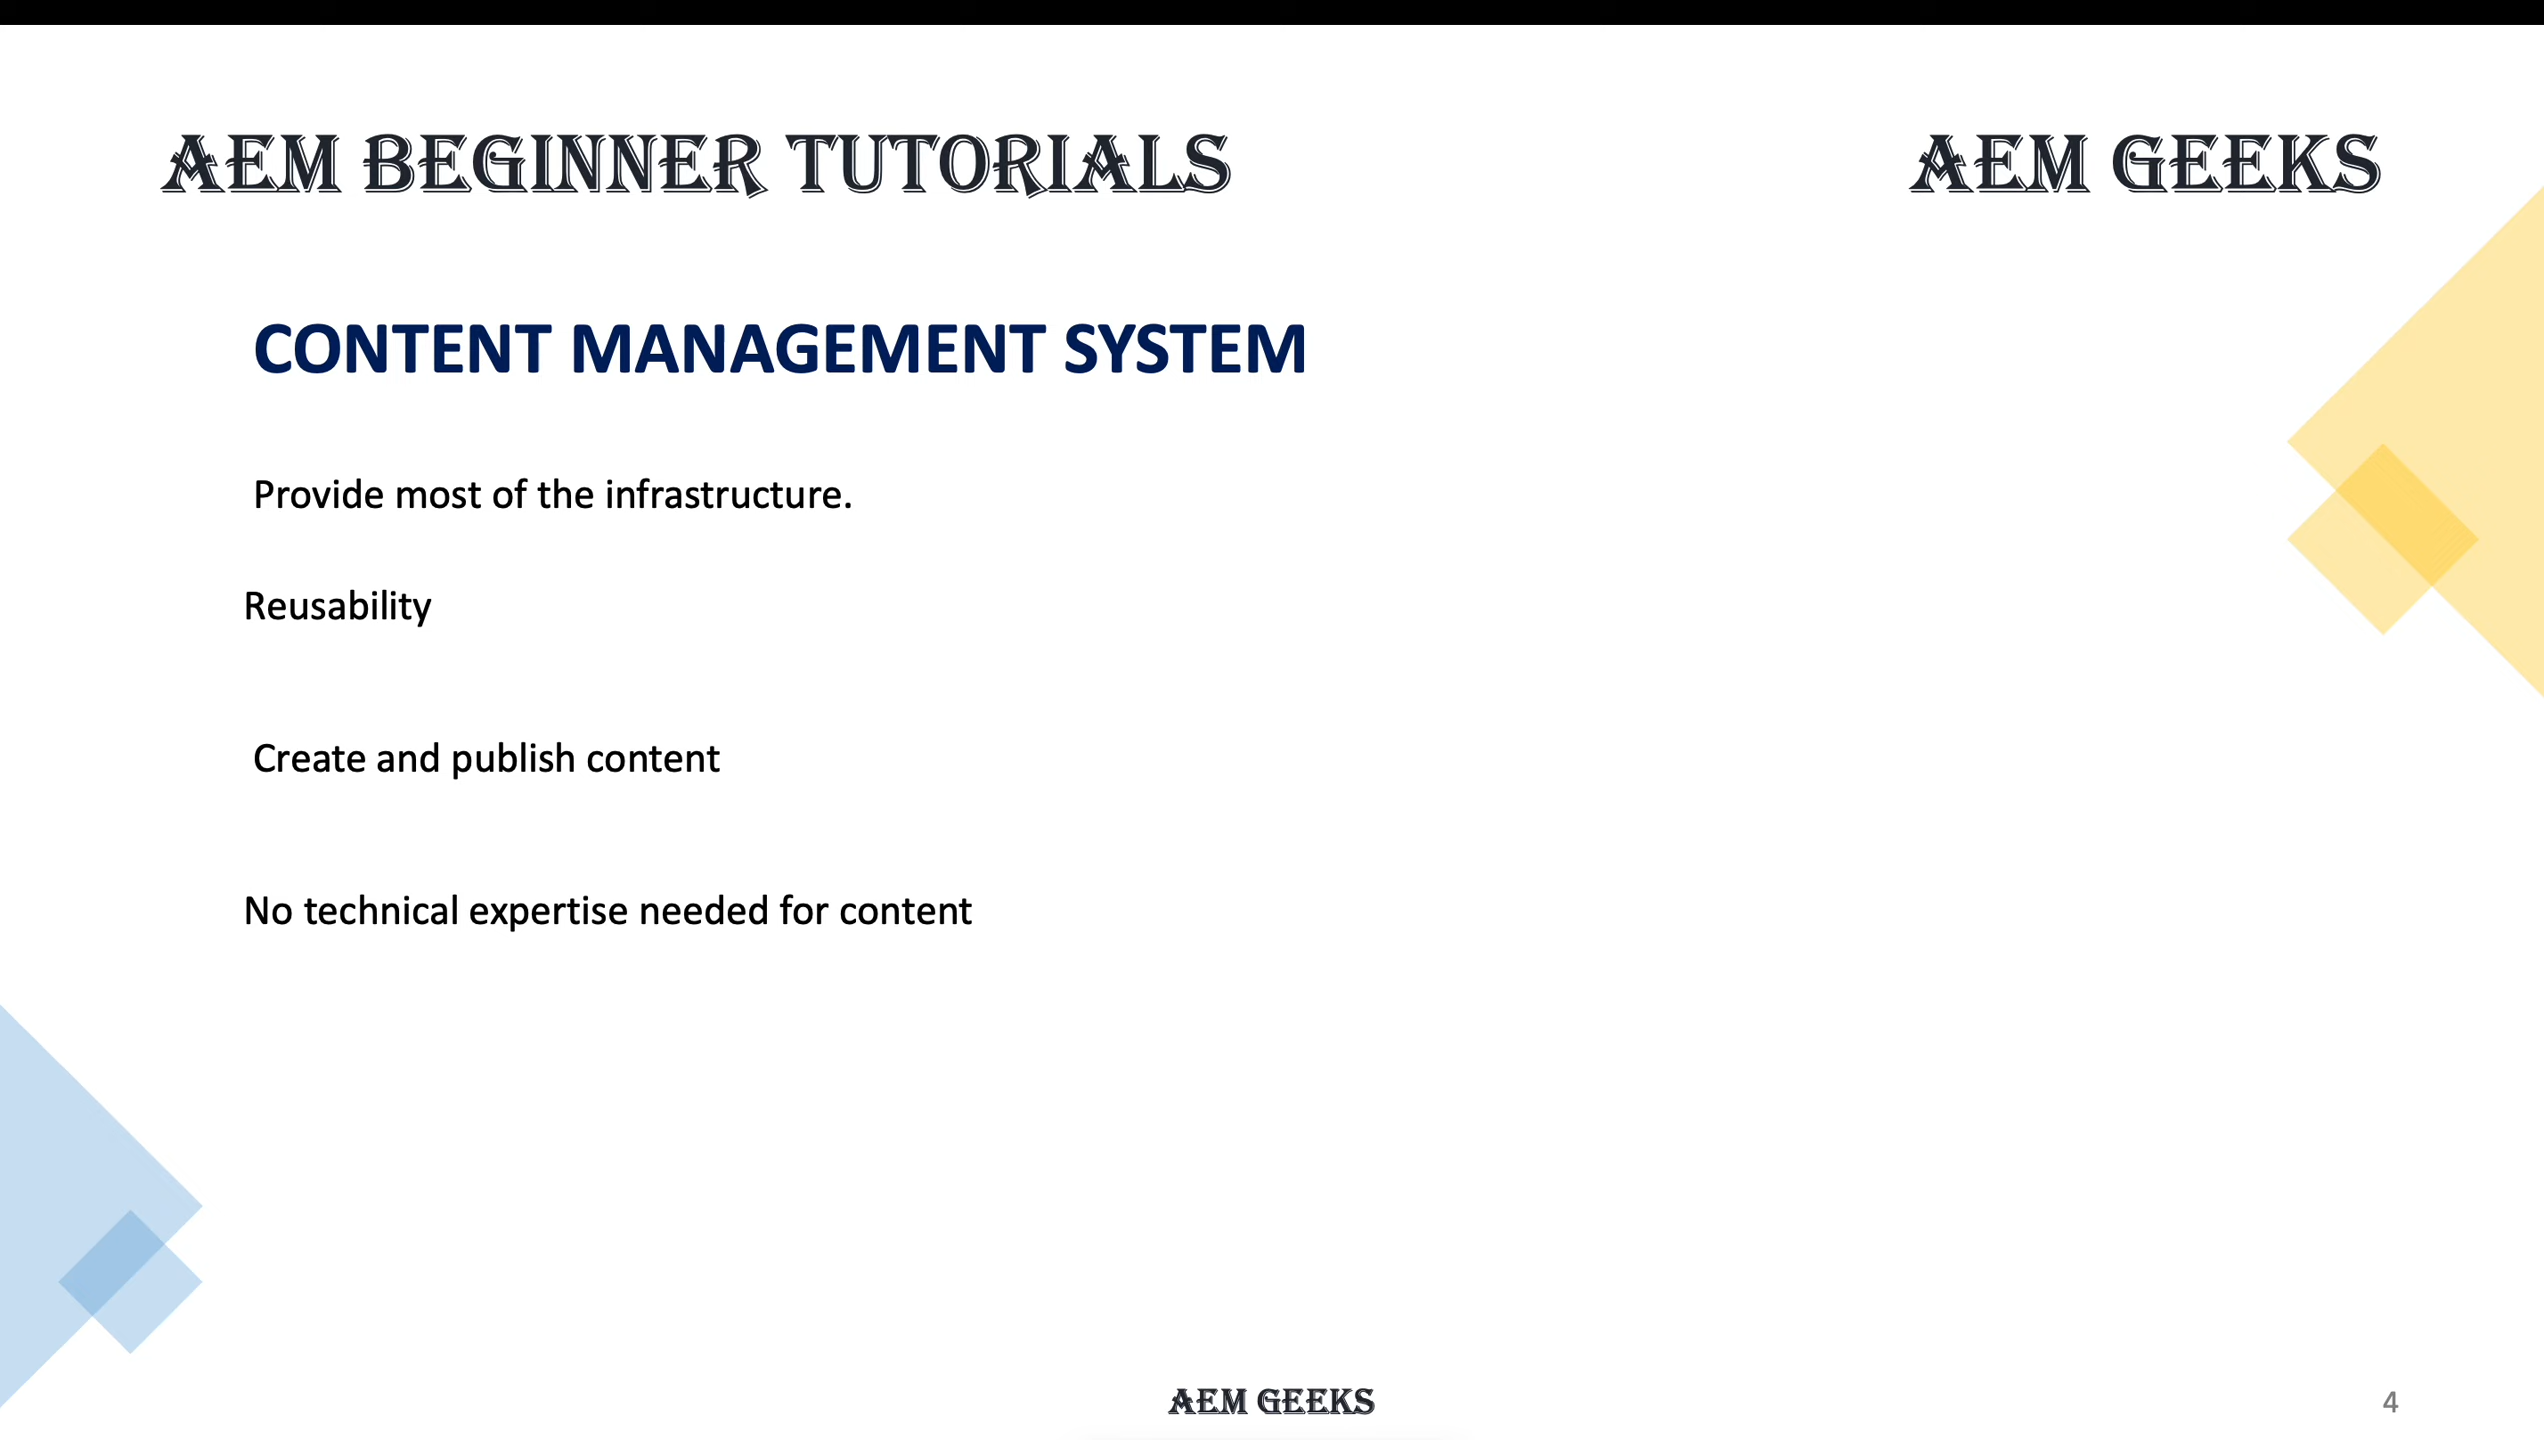 AEM BEGINNER TUTORIALS
AEM GEEKS
CONTENT MANAGEMENT SYSTEM
Provide most of the infrastructure.
Reusability
Create and publish content
No technical expertise needed for content
AEM GEEKS
4